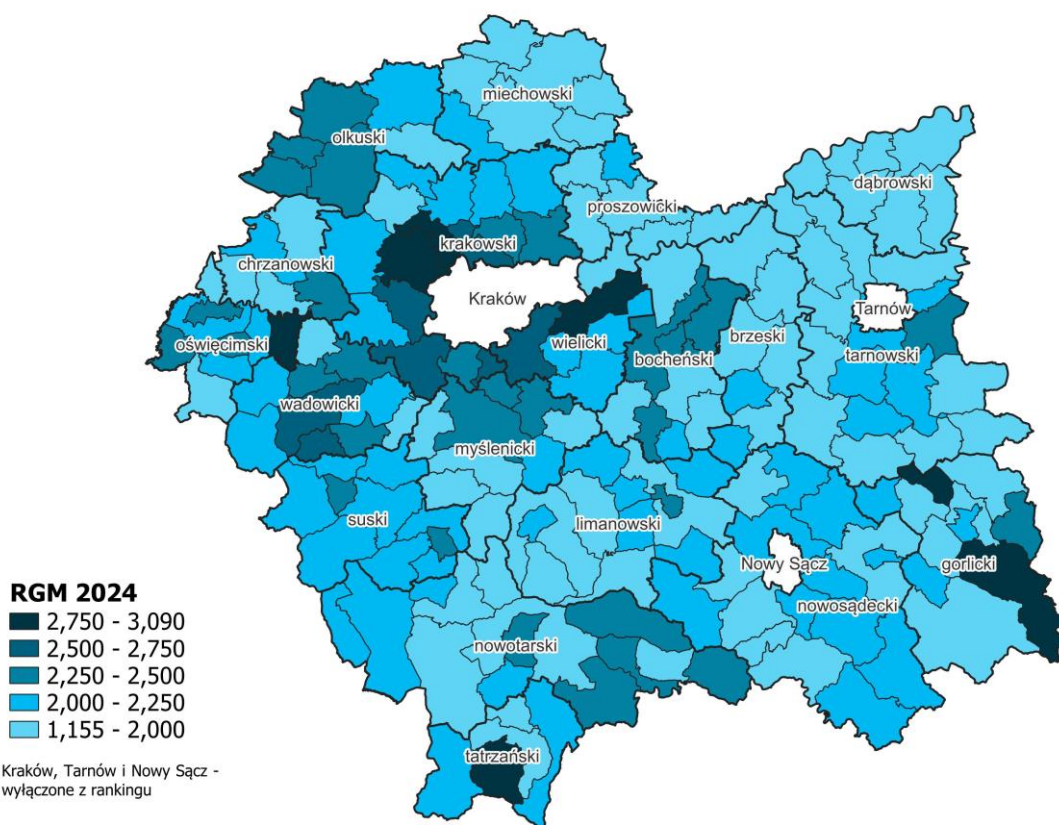 miechowski
olkuski
dąbrowski
proszowicki
krakowski
chrzanowski
Kraków
Tarnów
wielicki
oświęcimski
brzeski
bocheński
tarnowski
wadowicki
myślenicki
suski
limanowski
Nowy Sącz
gorlicki
nowosądecki
nowotarski
tatrzański
RGM 2024
2,750 - 3,090
2,500 - 2,750
2,250 - 2,500
2,000 - 2,250
1,155 - 2,000
Kraków, Tarnów i Nowy Sącz -
wyłączone z rankingu